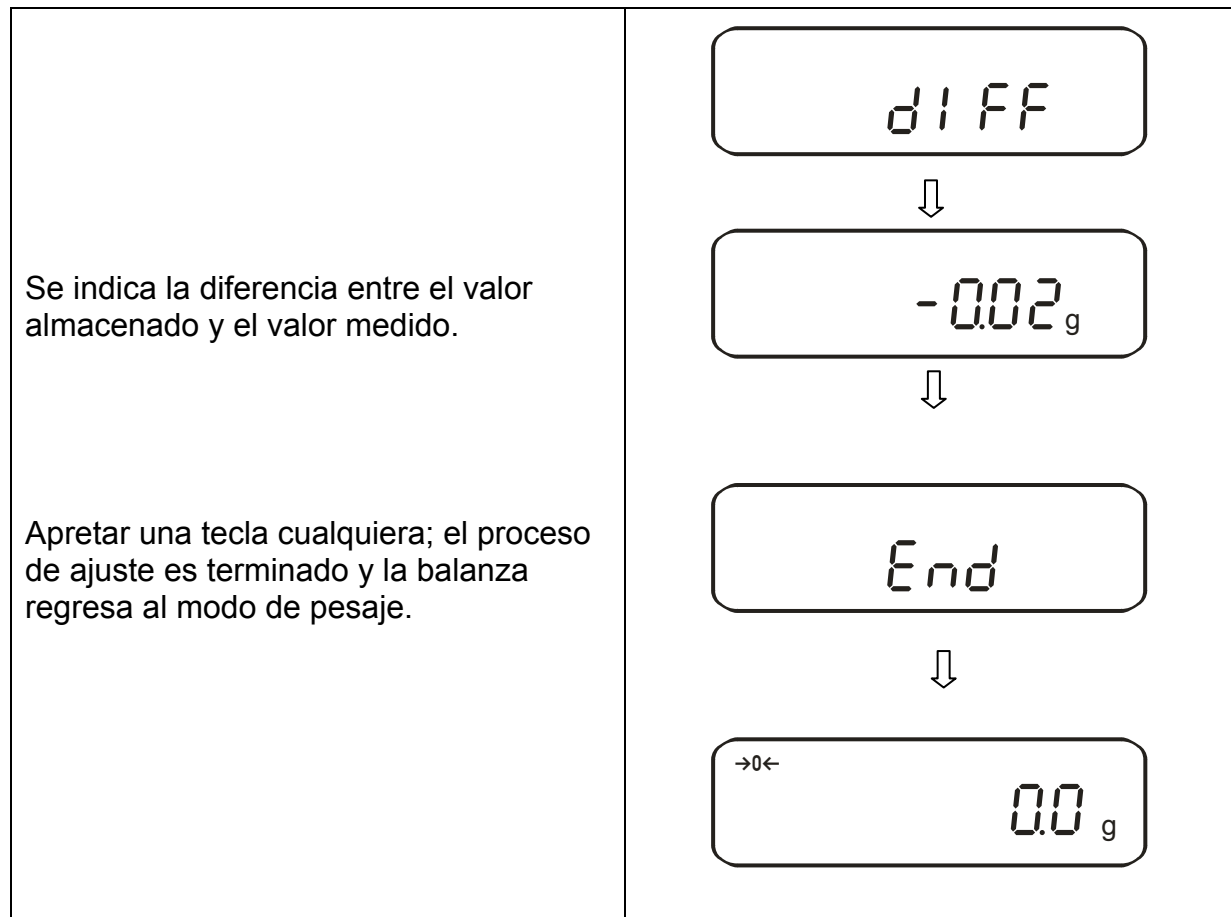 dIFF
Se indica la diferencia entre el valor
almacenado y el valor medido.
-0.02 g
Apretar una tecla cualquiera; el proceso
de ajuste es terminado y la balanza
regresa al modo de pesaje.
End
→0←
0.0 g